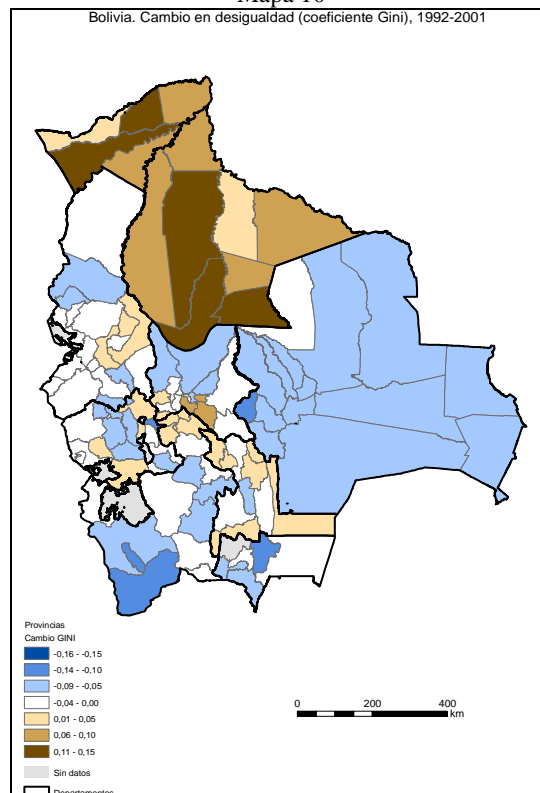 Bolivia. Cambio en desigualdad (coeficiente Gini), 1992-2001
Provincias
Cambio GINI
-0,16 - -0,15
-0,14 - -0,10
-0,09 - -0,05
-0,04 - 0,00
0,01 - 0,05
0,06 - 0,10
0,11 - 0,15
Sin datos
0 200 400
km